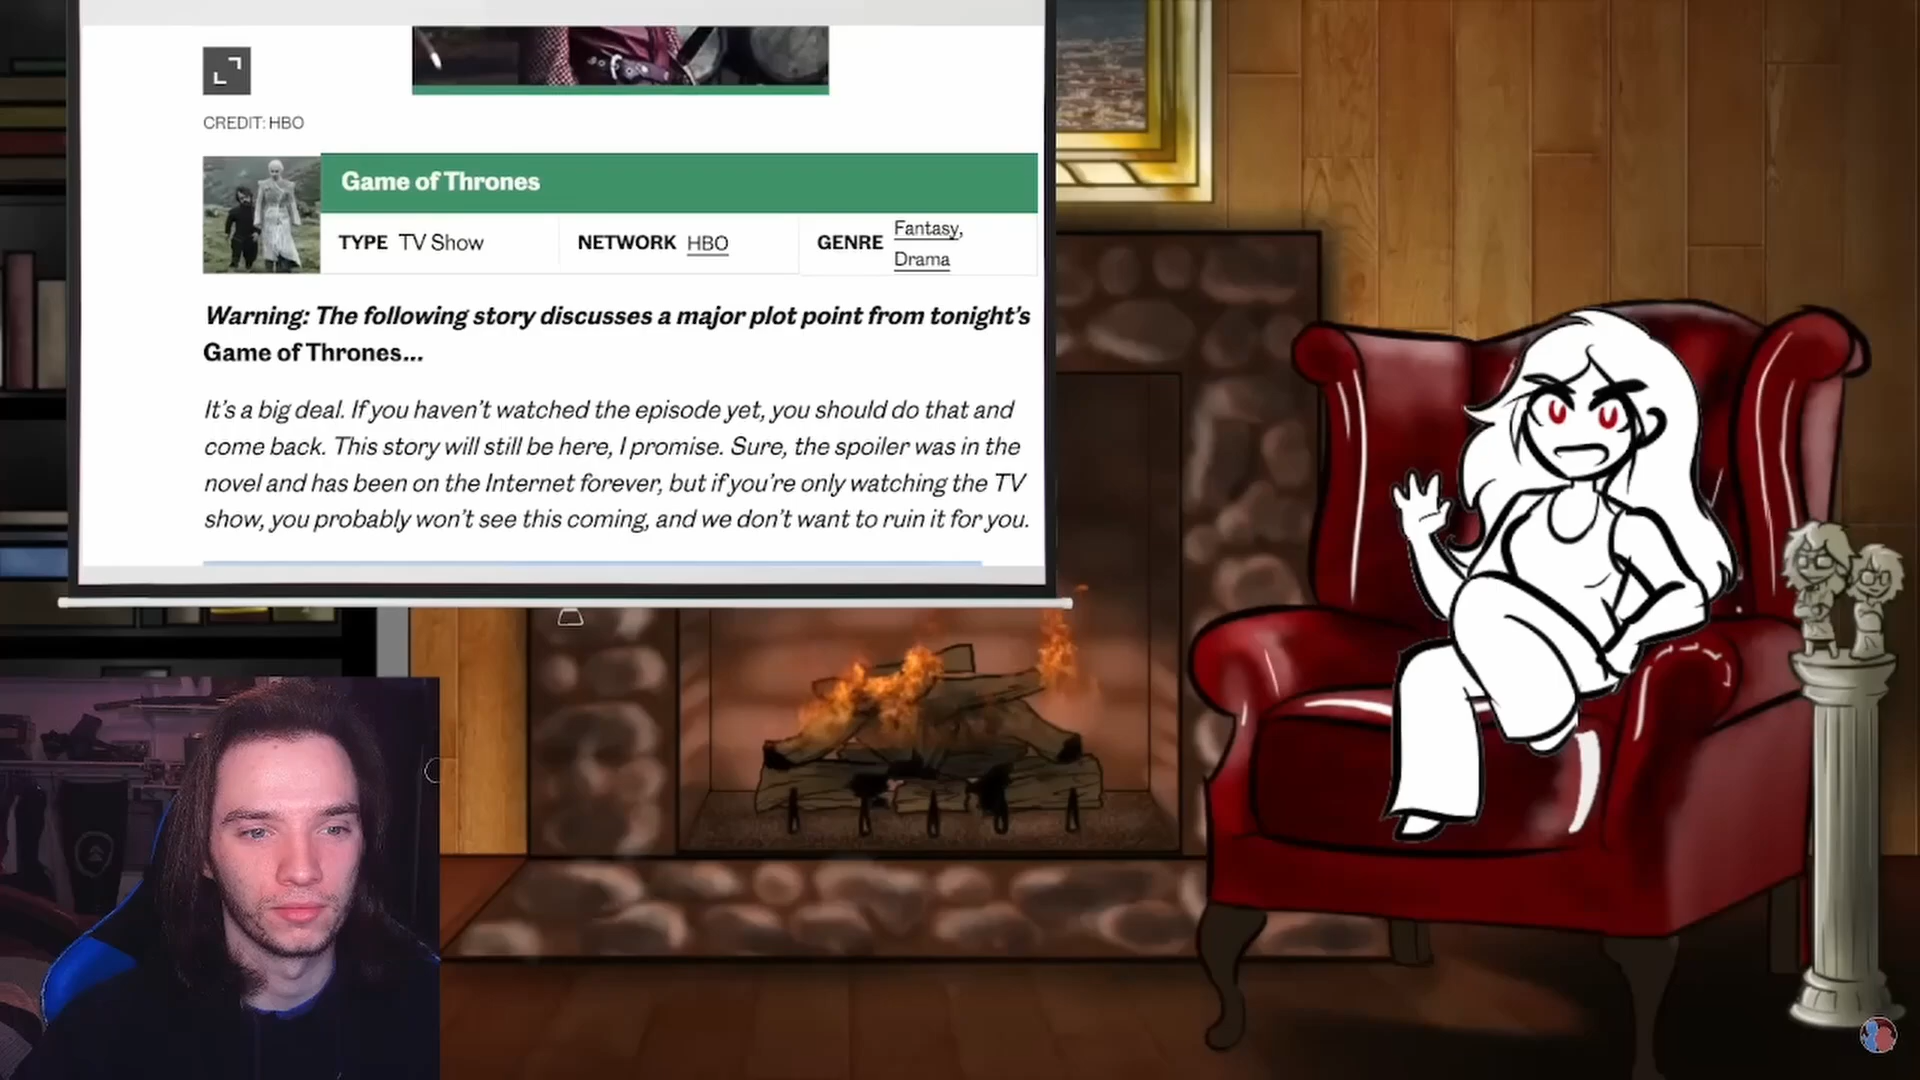 CREDIT: HBO
Game of Thrones
TYPE TV Show NETWORK HBO GENRE Fantasy,
Drama
Warning: The following story discusses a major plot point from tonight's
Game of Thrones...
It's a big deal. If you haven't watched the episode yet, you should do that and
come back. This story will still be here, I promise. Sure, the spoiler was in the
novel and has been on the Internet forever, but if you're only watching the TV
show, you probably won't see this coming, and we don't want to ruin it for you.